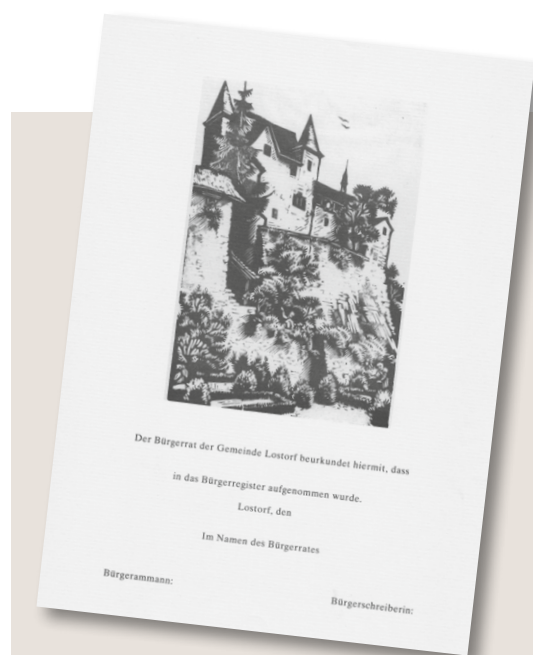 Der Bürgerrat der Gemeinde Lostorf beurkundet hiermit, dass
in das Bürgerregister aufgenommen wurde.
Lostorf, den
Im Namen des Bürgerrates
Bürgerammann:
Bürgerschreiberin: